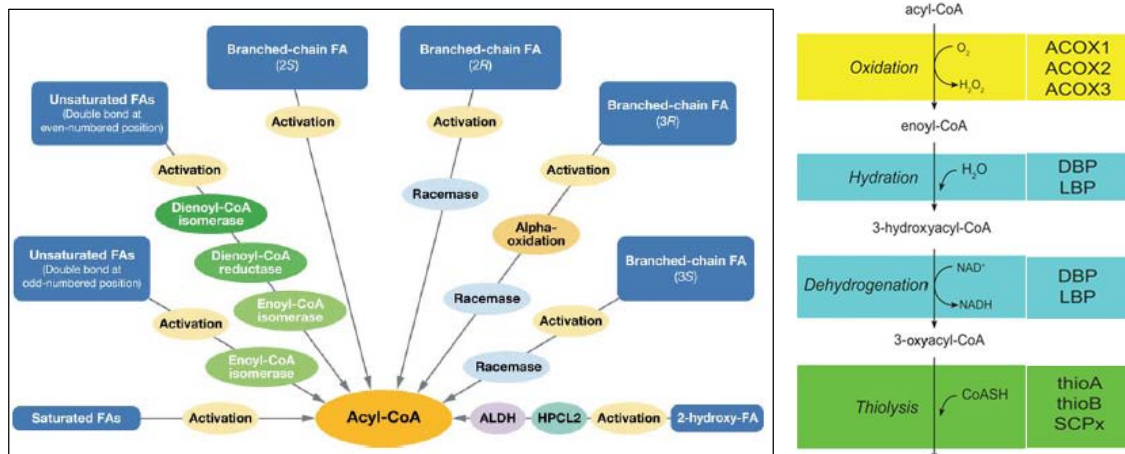 Branched-chain FA
(2S)
Branched-chain FA
(2R)
Unsaturated FAs
(Double bond at
even-numbered position)
Branched-chain FA
(3R)
Activation
Activation
Activation
Activation
Dienoyl-CoA
isomerase
Racemase
Alpha-
oxidation
Unsaturated FAs
(Double bond at
odd-numbered position)
Dienoyl-CoA
reductase
Branched-chain FA
(3S)
Enoyl-CoA
isomerase
Racemase
Activation
Activation
Enoyl-CoA
isomerase
Racemase
Saturated FAs
Activation
Acyl-CoA
ALDH
HPCL2
Activation
2-hydroxy-FA
acyl-CoA
Oxidation
O₂
H₂O₂
ACOX1
ACOX2
ACOX3
enoyl-CoA
Hydration
H₂O
DBP
LBP
3-hydroxyacyl-CoA
Dehydrogenation
NAD⁺
NADH
DBP
LBP
3-oxyacyl-CoA
Thiolysis
CoASH
thioA
thioB
SCPx